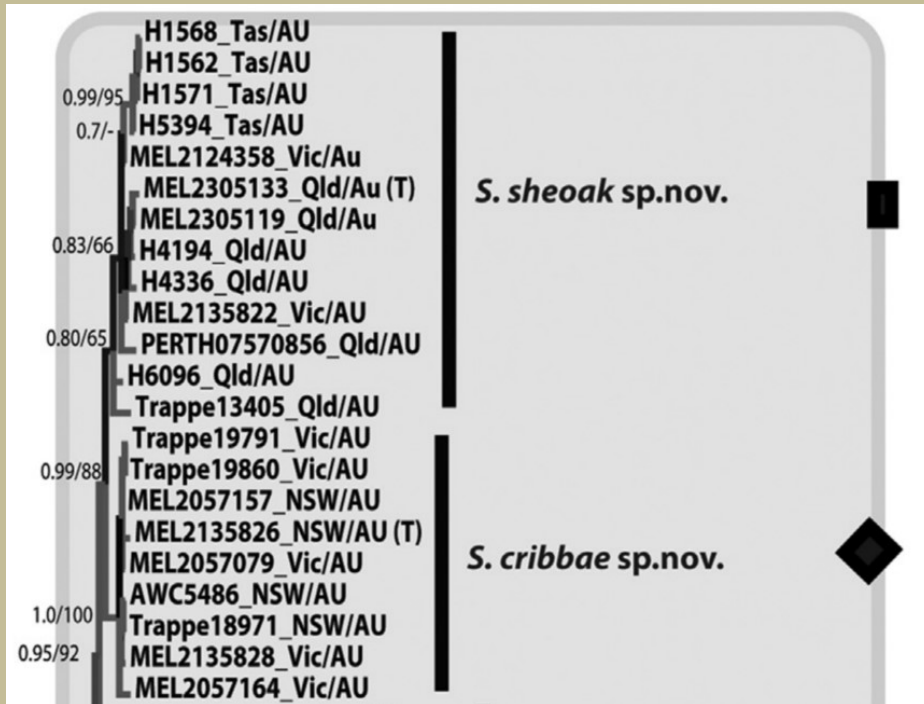 H1568_Tas/AU
H1562_Tas/AU
0.99/95
H1571_Tas/AU
0.7/-
H5394_Tas/AU
MEL2124358_Vic/Au
MEL2305133_Qld/Au (T)
S. sheoak sp.nov.
MEL2305119_Qld/Au
0.83/66
H4194_Qld/AU
H4336_Qld/AU
MEL2135822_Vic/AU
0.80/65
PERTH07570856_Qld/AU
H6096_Qld/AU
Trappe13405_Qld/AU
Trappe19791_Vic/AU
0.99/88
Trappe19860_Vic/AU
MEL2057157_NSW/AU
MEL2135826_NSW/AU (T)
MEL2057079_Vic/AU
S. cribbae sp.nov.
AWC5486_NSW/AU
1.0/100
Trappe18971_NSW/AU
0.95/92
MEL2135828_Vic/AU
MEL2057164_Vic/AU